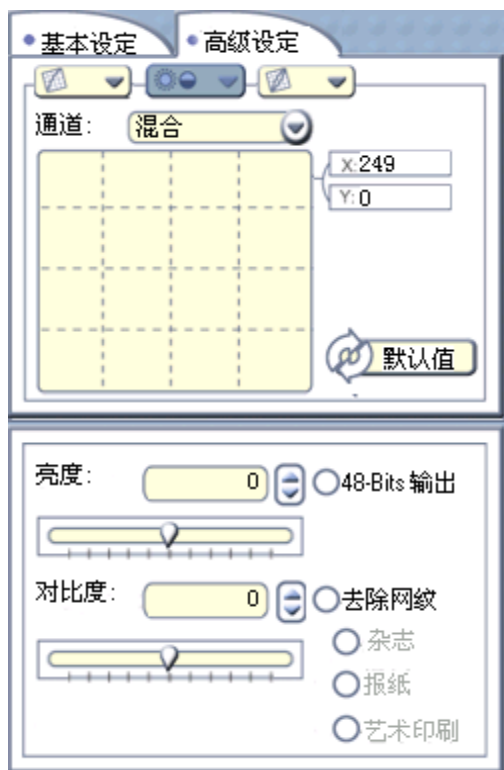 基本设定
高级设定
通道: 混合
X:249
Y:0
默认值
亮度: 0
48-Bits 输出
对比度: 0
去除网纹
杂志
报纸
艺术印刷